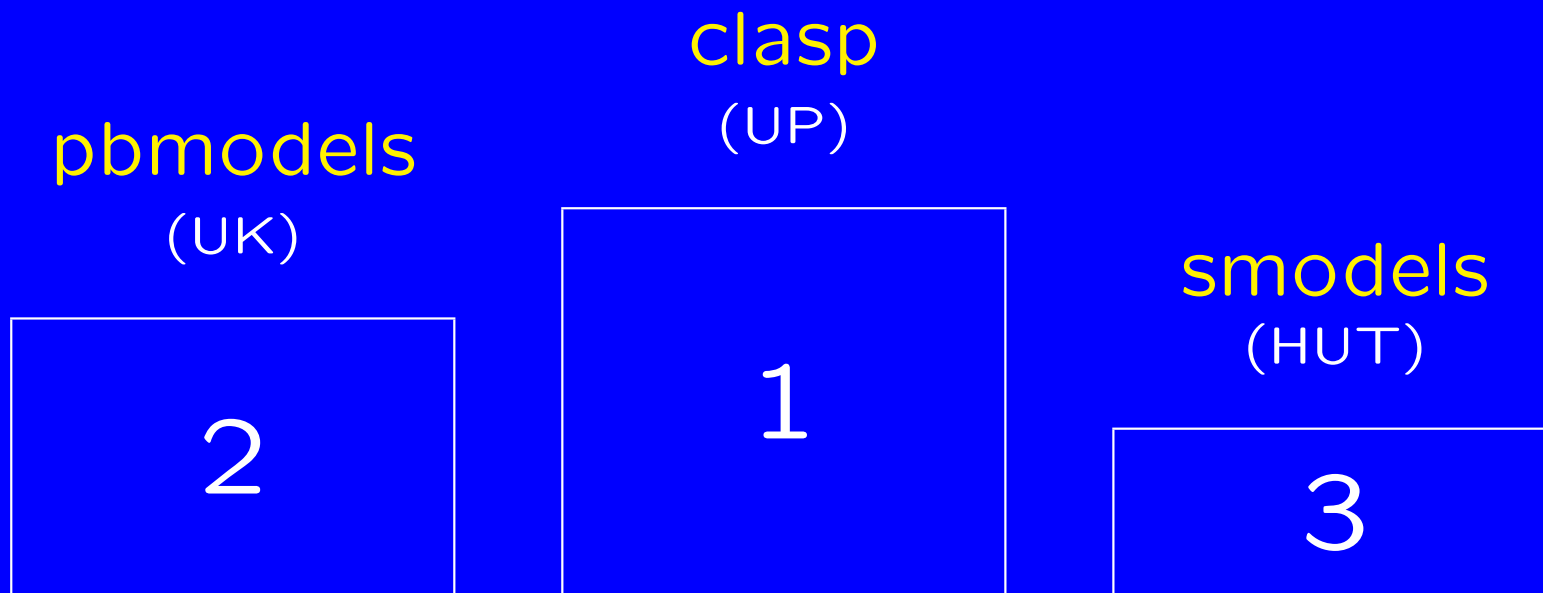 clasp
(UP)
pbmodels
(UK)
smodels
(HUT)
1
2
3